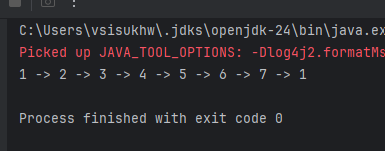 C:\Users\vsisukhw\.jdks\openjdk-24\bin\java.ex
Picked up JAVA_TOOL_OPTIONS: -Dlog4j2.formatMs
1 -> 2 -> 3 -> 4 -> 5 -> 6 -> 7 -> 1
Process finished with exit code 0